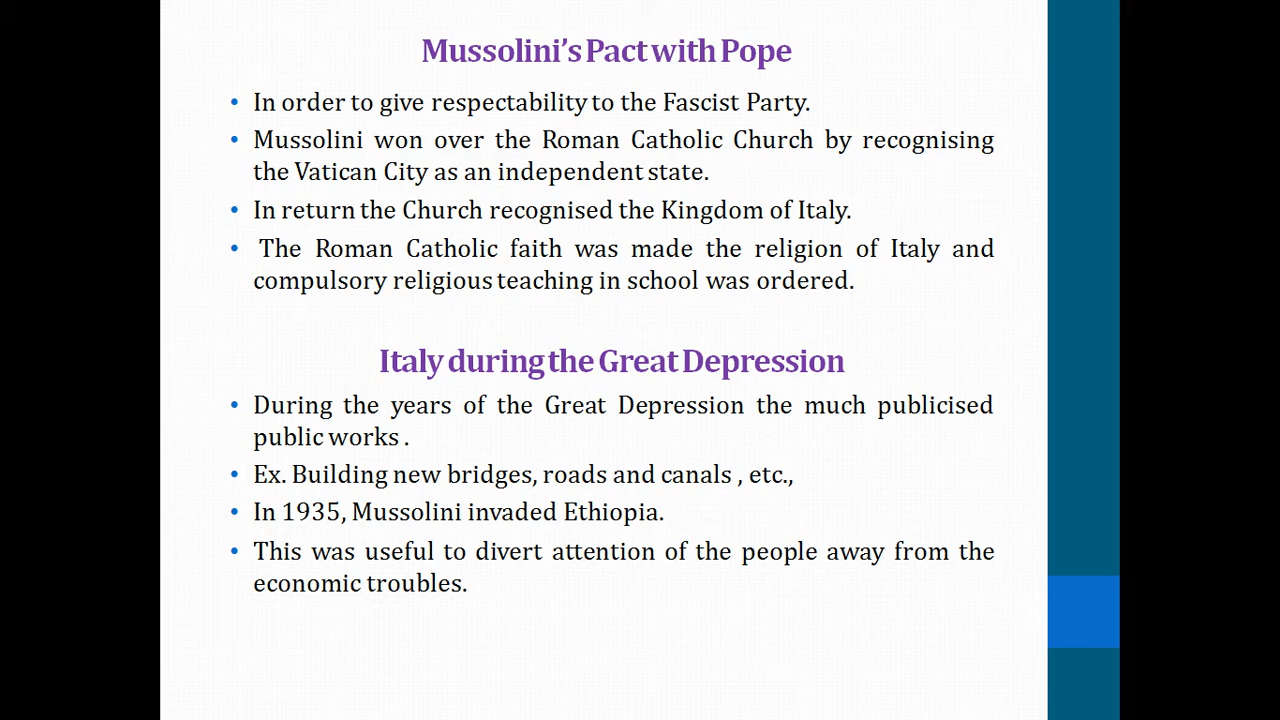 Mussolini's Pact with Pope
• In order to give respectability to the Fascist Party.
• Mussolini won over the Roman Catholic Church by recognising
the Vatican City as an independent state.
• In return the Church recognised the Kingdom of Italy.
• The Roman Catholic faith was made the religion of Italy and
compulsory religious teaching in school was ordered.
Italy during the Great Depression
• During the years of the Great Depression the much publicised
public works .
• Ex. Building new bridges, roads and canals , etc.,
• In 1935, Mussolini invaded Ethiopia.
• This was useful to divert attention of the people away from the
economic troubles.